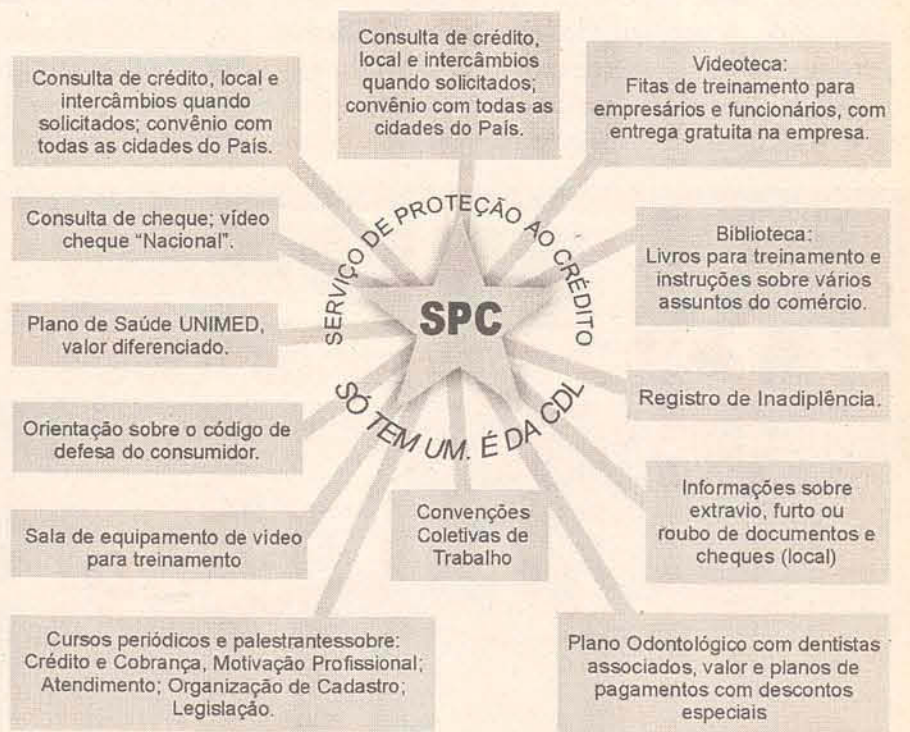 Consulta de crédito, local e
intercâmbios quando
solicitados; convênio com
todas as cidades do País.
Consulta de crédito,
local e intercâmbios
quando solicitados;
convênio com todas as
cidades do País.
Videoteca:
Fitas de treinamento para
empresários e funcionários, com
entrega gratuita na empresa.
Consulta de cheque; vídeo
cheque “Nacional”.
SERVIÇO DE PROTEÇÃO AO CRÉDITO
SPC
SÓ TEM UM. É DA CDL
Biblioteca:
Livros para treinamento e
instruções sobre vários
assuntos do comércio.
Plano de Saúde UNIMED,
valor diferenciado.
Registro de Inadiplência.
Orientação sobre o código de
defesa do consumidor.
Sala de equipamento de video
para treinamento
Convenções
Coletivas de
Trabalho
Informações sobre
extravio, furto ou
roubo de documentos e
cheques (local)
Cursos periódicos e palestrantessobre:
Crédito e Cobrança, Motivação Profissional;
Atendimento; Organização de Cadastro;
Legislação.
Plano Odontológico com dentistas
associados, valor e planos de
pagamentos com descontos
especiais